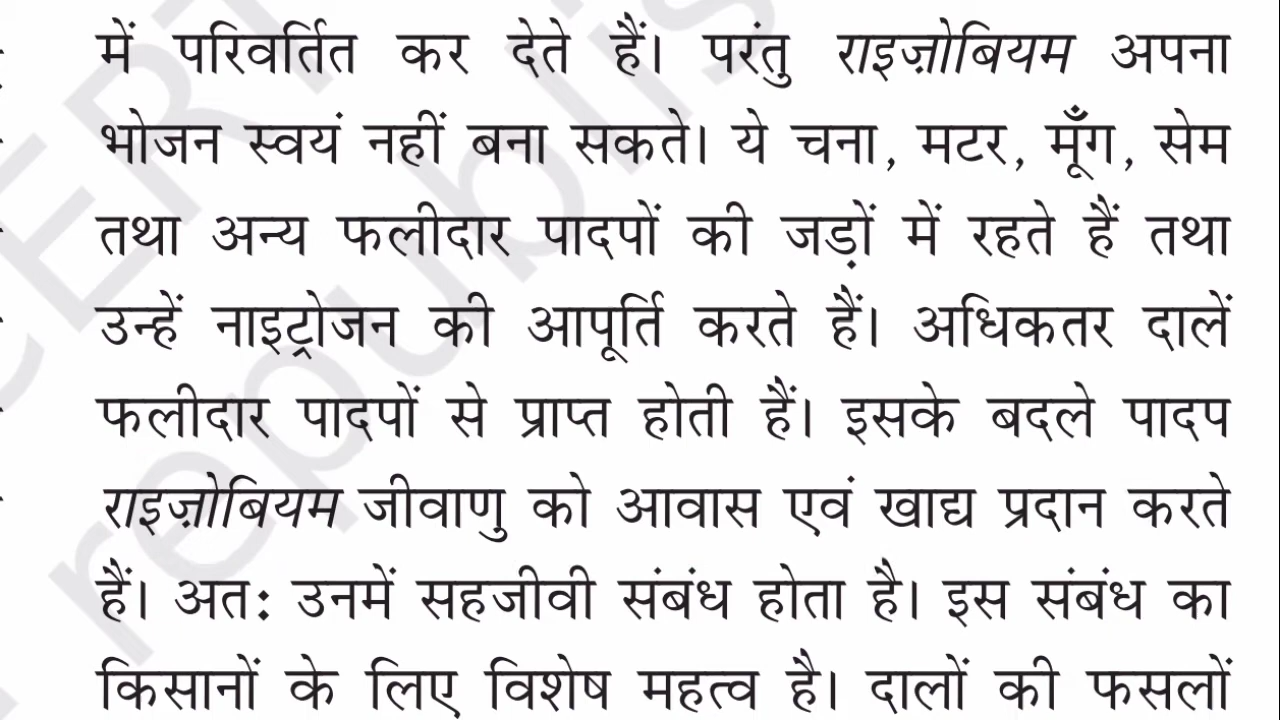 में परिवर्तित कर देते हैं। परंतु राइज़ोबियम अपना
भोजन स्वयं नहीं बना सकते। ये चना, मटर, मूँग, सेम
तथा अन्य फलीदार पादपों की जड़ों में रहते हैं तथा
उन्हें नाइट्रोजन की आपूर्ति करते हैं। अधिकतर दालें
फलीदार पादपों से प्राप्त होती हैं। इसके बदले पादप
राइज़ोबियम जीवाणु को आवास एवं खाद्य प्रदान करते
हैं। अत: उनमें सहजीवी संबंध होता है। इस संबंध का
किसानों के लिए विशेष महत्व है। दालों की फसलों